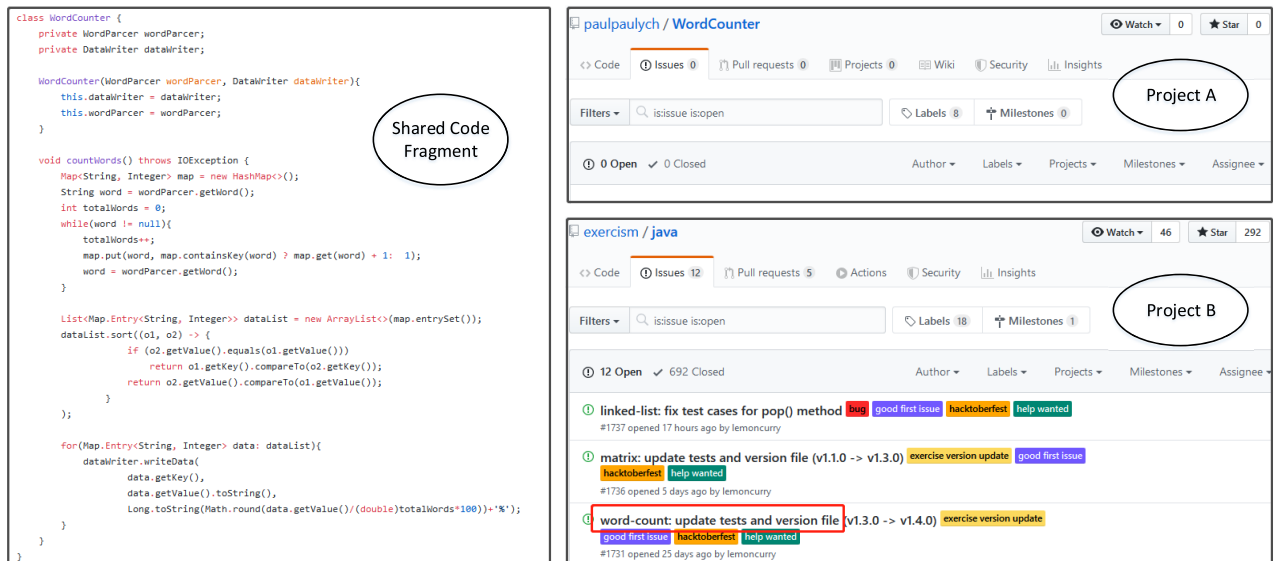 class WordCounter {
private WordParcer wordParcer;
private DataWriter dataWriter;
WordCounter(WordParcer wordParcer, DataWriter dataWriter){
this.dataWriter = dataWriter;
this.wordParcer = wordParcer;
}
void countWords() throws IOException {
Map<String, Integer> map = new HashMap<>();
String word = wordParcer.getWord();
int totalWords = 0;
while(word != null){
totalWords++;
map.put(word, map.containsKey(word) ? map.get(word) + 1:  1);
word = wordParcer.getWord();
}
List<Map.Entry<String, Integer>> dataList = new ArrayList<>(map.entrySet());
dataList.sort((o1, o2) -> {
if (o2.getValue().equals(o1.getValue()))
return o1.getKey().compareTo(o2.getKey());
return o2.getValue().compareTo(o1.getValue());
}
);
for(Map.Entry<String, Integer> data: dataList){
dataWriter.writeData(
data.getKey(),
data.getValue().toString(),
Long.toString(Math.round(data.getValue()/(double)totalWords*100))+'%');
}
}
}
Shared Code
Fragment
paulpaulych / WordCounter Watch 0 Star 0
Code Issues 0 Pull requests 0 Projects 0 Wiki Security Insights
Project A
Filters is:issue is:open Labels 8 Milestones 0
0 Open 0 Closed Author Labels Projects Milestones Assignee
exercism / java Watch 46 Star 292
Code Issues 12 Pull requests 5 Actions Security Insights
Project B
Filters is:issue is:open Labels 18 Milestones 1
12 Open 692 Closed Author Labels Projects Milestones Assignee
linked-list: fix test cases for pop() method bug good first issue hacktoberfest help wanted
#1737 opened 17 hours ago by lemoncurry
matrix: update tests and version file (v1.1.0 -> v1.3.0) exercise version update good first issue
hacktoberfest help wanted
#1736 opened 5 days ago by lemoncurry
word-count: update tests and version file (v1.3.0 -> v1.4.0) exercise version update
good first issue hacktoberfest help wanted
#1731 opened 25 days ago by lemoncurry